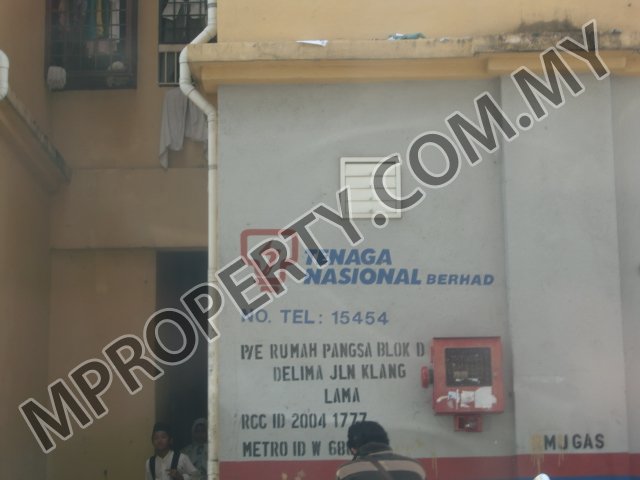 MPROPERTY.COM.MY
TENAGA
NASIONAL BERHAD
NO. TEL: 15454
P/E RUMAH PANGSA BLOK D
DELIMA JLN KLANG
LAMA
RCC ID 2004 1777
METRO ID W
GAS